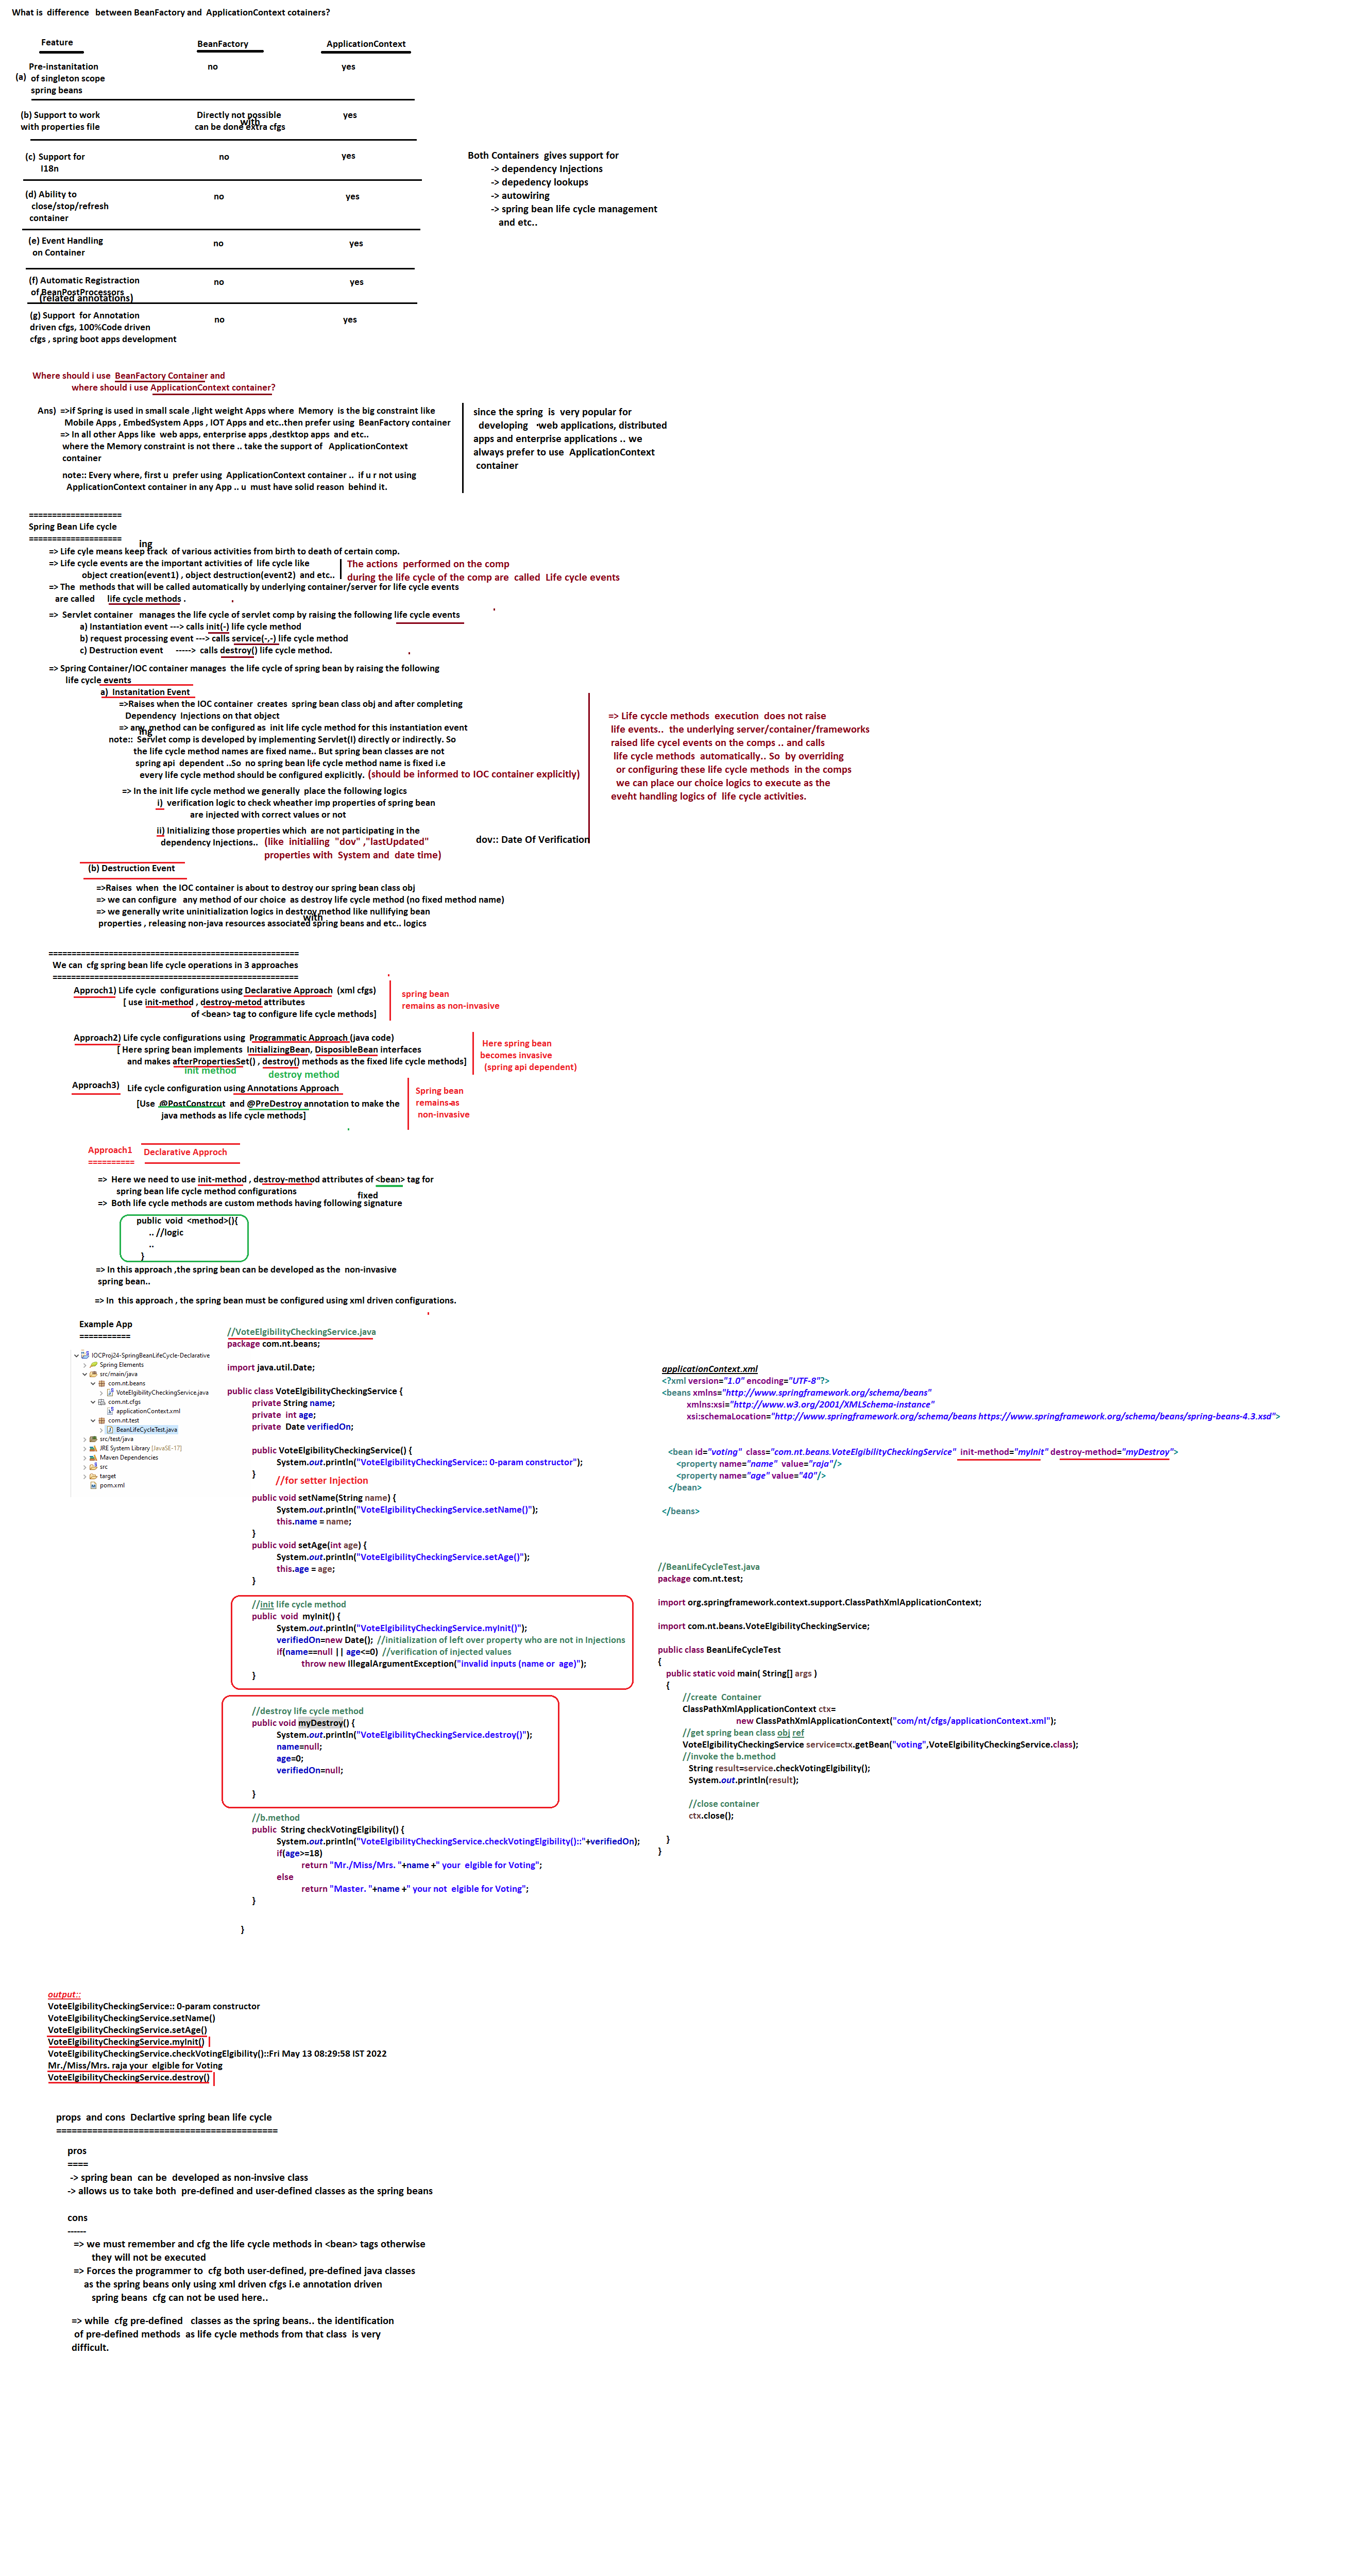 What is difference between BeanFactory and ApplicationContext cotainers?
Feature BeanFactory ApplicationContext
Pre-instanitation no yes
(a) of singleton scope
spring beans
(b) Support to work Directly not possible yes
with
with properties file can be done extra cfgs
(c) Support for no yes
I18n
(d) Ability to no yes
close/stop/refresh
container
(e) Event Handling no yes
on Container
(f) Automatic Registraction no yes
of BeanPostProcessors
(related annotations)
(g) Support for Annotation no yes
driven cfgs, 100%Code driven
cfgs , spring boot apps development
Both Containers gives support for
-> dependency Injections
-> depedency lookups
-> autowiring
-> spring bean life cycle management
and etc..
Where should i use BeanFactory Container and
where should i use ApplicationContext container?
Ans) =>if Spring is used in small scale ,light weight Apps where Memory is the big constraint like
Mobile Apps , EmbedSystem Apps , IOT Apps and etc..then prefer using BeanFactory container
=> In all other Apps like web apps, enterprise apps ,destktop apps and etc..
where the Memory constraint is not there .. take the support of ApplicationContext
container
note:: Every where, first u prefer using ApplicationContext container .. if u r not using
ApplicationContext container in any App .. u must have solid reason behind it.
since the spring is very popular for
developing web applications, distributed
apps and enterprise applications .. we
always prefer to use ApplicationContext
container
====================
Spring Bean Life cycle
====================
ing
=> Life cyle means keep track of various activities from birth to death of certain comp.
=> Life cycle events are the important activities of life cycle like
object creation(event1) , object destruction(event2) and etc..
The actions performed on the comp
during the life cycle of the comp are called Life cycle events
=> The methods that will be called automatically by underlying container/server for life cycle events
are called life cycle methods .
=> Servlet container manages the life cycle of servlet comp by raising the following life cycle events
a) Instantiation event ---> calls init(-) life cycle method
b) request processing event ---> calls service(-,-) life cycle method
c) Destruction event -----> calls destroy() life cycle method.
=> Spring Container/IOC container manages the life cycle of spring bean by raising the following
life cycle events
a) Instanitation Event
=>Raises when the IOC container creates spring bean class obj and after completing
Dependency Injections on that object
=> any method can be configured as init life cycle method for this instantiation event
ing
note:: Servlet comp is developed by implementing Servlet(I) directly or indirectly. So
the life cycle method names are fixed name.. But spring bean classes are not
spring api dependent ..So no spring bean life cycle method name is fixed i.e
every life cycle method should be configured explicitly. (should be informed to IOC container explicitly)
=> In the init life cycle method we generally place the following logics
i) verification logic to check wheather imp properties of spring bean
are injected with correct values or not
ii) Initializing those properties which are not participating in the
dependency Injections.. (like initialiing "dov" ,"lastUpdated"
properties with System and date time)
dov:: Date Of Verification
=> Life cyccle methods execution does not raise
life events.. the underlying server/container/frameworks
raised life cycel events on the comps .. and calls
life cycle methods automatically.. So by overriding
or configuring these life cycle methods in the comps
we can place our choice logics to execute as the
eveht handling logics of life cycle activities.
(b) Destruction Event
=>Raises when the IOC container is about to destroy our spring bean class obj
=> we can configure any method of our choice as destroy life cycle method (no fixed method name)
=> we generally write uninitialization logics in destroy method like nullifying bean
with
properties , releasing non-java resources associated spring beans and etc.. logics
======================================================
We can cfg spring bean life cycle operations in 3 approaches
=====================================================
Approch1) Life cycle configurations using Declarative Approach (xml cfgs)
[ use init-method , destroy-metod attributes
of <bean> tag to configure life cycle methods]
spring bean
remains as non-invasive
Approach2) Life cycle configurations using Programmatic Approach (java code)
[ Here spring bean implements InitializingBean, DisposibleBean interfaces
and makes afterPropertiesSet() , destroy() methods as the fixed life cycle methods]
init method destroy method
Here spring bean
becomes invasive
(spring api dependent)
Approach3) Life cycle configuration using Annotations Approach
[Use @PostConstrcut and @PreDestroy annotation to make the
java methods as life cycle methods]
Spring bean
remains as
non-invasive
Approach1 Declarative Approch
==========
=> Here we need to use init-method , destroy-method attributes of <bean> tag for
spring bean life cycle method configurations
fixed
=> Both life cycle methods are custom methods having following signature
public void <method>(){
.. //logic
..
}
=> In this approach ,the spring bean can be developed as the non-invasive
spring bean..
=> In this approach , the spring bean must be configured using xml driven configurations.
Example App
===========
IOCProj24-SpringBeanLifeCycle-Declarative
Spring Elements
src/main/java
com.nt.beans
VoteElgibilityCheckingService.java
com.nt.cfgs
applicationContext.xml
com.nt.test
BeanLifeCycleTest.java
src/test/java
JRE System Library [JavaSE-17]
Maven Dependencies
src
target
pom.xml
//VoteElgibilityCheckingService.java
package com.nt.beans;
import java.util.Date;
public class VoteElgibilityCheckingService {
private String name;
private int age;
private Date verifiedOn;
public VoteElgibilityCheckingService() {
System.out.println("VoteElgibilityCheckingService:: 0-param constructor");
}
//for setter Injection
public void setName(String name) {
System.out.println("VoteElgibilityCheckingService.setName()");
this.name = name;
}
public void setAge(int age) {
System.out.println("VoteElgibilityCheckingService.setAge()");
this.age = age;
}
//init life cycle method
public void myInit() {
System.out.println("VoteElgibilityCheckingService.myInit()");
verifiedOn=new Date(); //initialization of left over property who are not in Injections
if(name==null || age<=0) //verification of injected values
throw new IllegalArgumentException("invalid inputs (name or age)");
}
//destroy life cycle method
public void myDestroy() {
System.out.println("VoteElgibilityCheckingService.destroy()");
name=null;
age=0;
verifiedOn=null;
}
//b.method
public String checkVotingElgibility() {
System.out.println("VoteElgibilityCheckingService.checkVotingElgibility()::"+verifiedOn);
if(age>=18)
return "Mr./Miss/Mrs. "+name +" your elgible for Voting";
else
return "Master. "+name +" your not elgible for Voting";
}
}
applicationContext.xml
<?xml version="1.0" encoding="UTF-8"?>
<beans xmlns="http://www.springframework.org/schema/beans"
xmlns:xsi="http://www.w3.org/2001/XMLSchema-instance"
xsi:schemaLocation="http://www.springframework.org/schema/beans https://www.springframework.org/schema/beans/spring-beans-4.3.xsd">
<bean id="voting" class="com.nt.beans.VoteElgibilityCheckingService" init-method="myInit" destroy-method="myDestroy">
<property name="name" value="raja"/>
<property name="age" value="40"/>
</bean>
</beans>
//BeanLifeCycleTest.java
package com.nt.test;
import org.springframework.context.support.ClassPathXmlApplicationContext;
import com.nt.beans.VoteElgibilityCheckingService;
public class BeanLifeCycleTest
{
public static void main( String[] args )
{
//create Container
ClassPathXmlApplicationContext ctx=
new ClassPathXmlApplicationContext("com/nt/cfgs/applicationContext.xml");
//get spring bean class obj ref
VoteElgibilityCheckingService service=ctx.getBean("voting",VoteElgibilityCheckingService.class);
//invoke the b.method
String result=service.checkVotingElgibility();
System.out.println(result);
//close container
ctx.close();
}
}
output::
VoteElgibilityCheckingService:: 0-param constructor
VoteElgibilityCheckingService.setName()
VoteElgibilityCheckingService.setAge()
VoteElgibilityCheckingService.myInit()
VoteElgibilityCheckingService.checkVotingElgibility()::Fri May 13 08:29:58 IST 2022
Mr./Miss/Mrs. raja your elgible for Voting
VoteElgibilityCheckingService.destroy()
props and cons Declartive spring bean life cycle
===========================================
pros
====
-> spring bean can be developed as non-invsive class
-> allows us to take both pre-defined and user-defined classes as the spring beans
cons
------
=> we must remember and cfg the life cycle methods in <bean> tags otherwise
they will not be executed
=> Forces the programmer to cfg both user-defined, pre-defined java classes
as the spring beans only using xml driven cfgs i.e annotation driven
spring beans cfg can not be used here..
=> while cfg pre-defined classes as the spring beans.. the identification
of pre-defined methods as life cycle methods from that class is very
difficult.